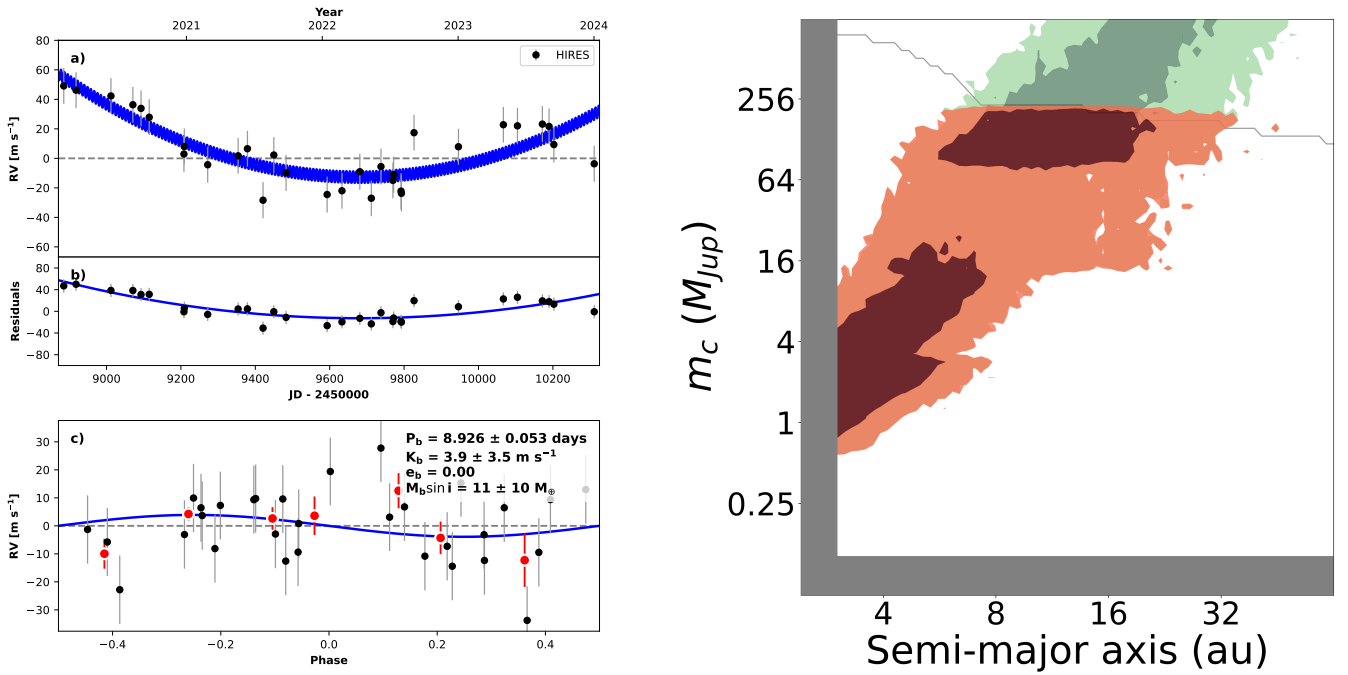 Year
2021 2022 2023 2024
a)
HIRES
RV [m s⁻¹]
80
60
40
20
0
−20
−40
−60
b)
Residuals
80
40
0
−40
−80
9000 9200 9400 9600 9800 10000 10200
JD - 2450000
c)
P_b = 8.926 ± 0.053 days
K_b = 3.9 ± 3.5 m s⁻¹
e_b = 0.00
M_b sin i = 11 ± 10 M_⊕
RV [m s⁻¹]
30
20
10
0
−10
−20
−30
−0.4 −0.2 0.0 0.2 0.4
Phase
m_c (M_Jup)
256
64
16
4
1
0.25
4 8 16 32
Semi-major axis (au)